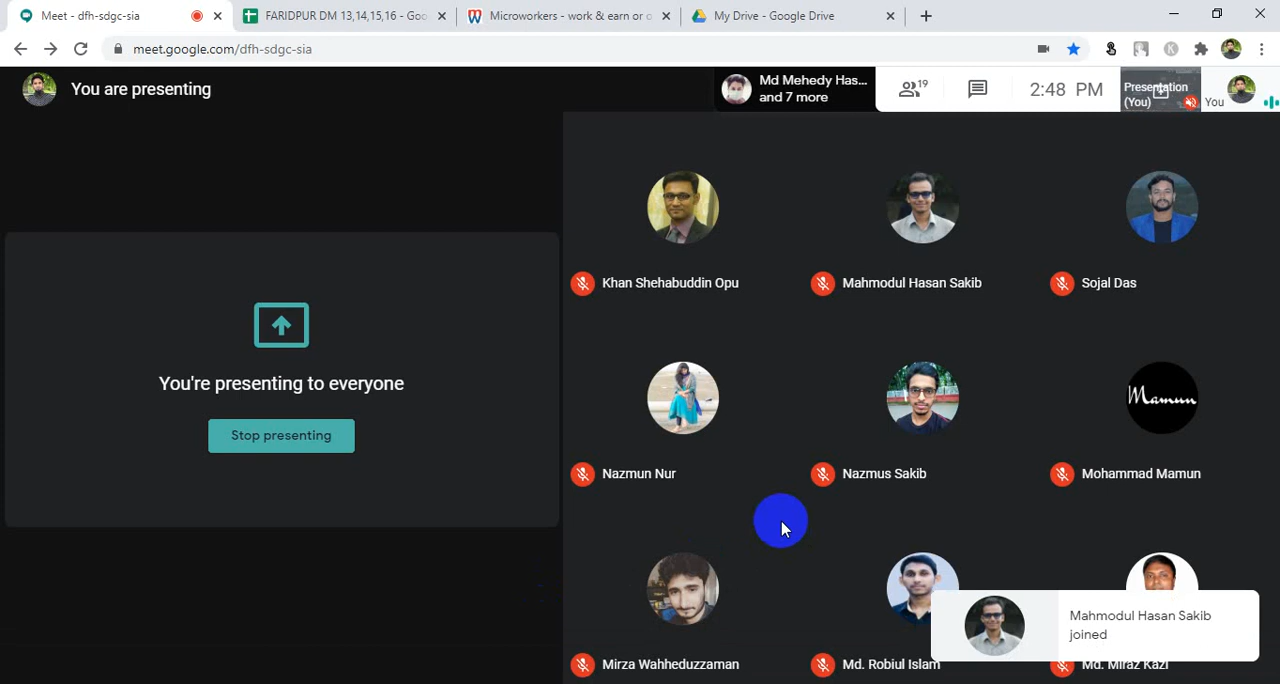 Meet - dfh-sdgc-sia
FARIDPUR DM 13,14,15,16 - Goo
Microworkers - work & earn or o
My Drive - Google Drive
meet.google.com/dfh-sdgc-sia
K
You are presenting
Md Mehedy Has...
and 7 more
19
2:48 PM
Presentation
(You)
You
You're presenting to everyone
Stop presenting
Khan Shehabuddin Opu
Mahmodul Hasan Sakib
Sojal Das
Mamun
Nazmun Nur
Nazmus Sakib
Mohammad Mamun
Mahmodul Hasan Sakib
joined
Mirza Wahheduzzaman
Md. Robiul Islam
Md. Miraz Kazi